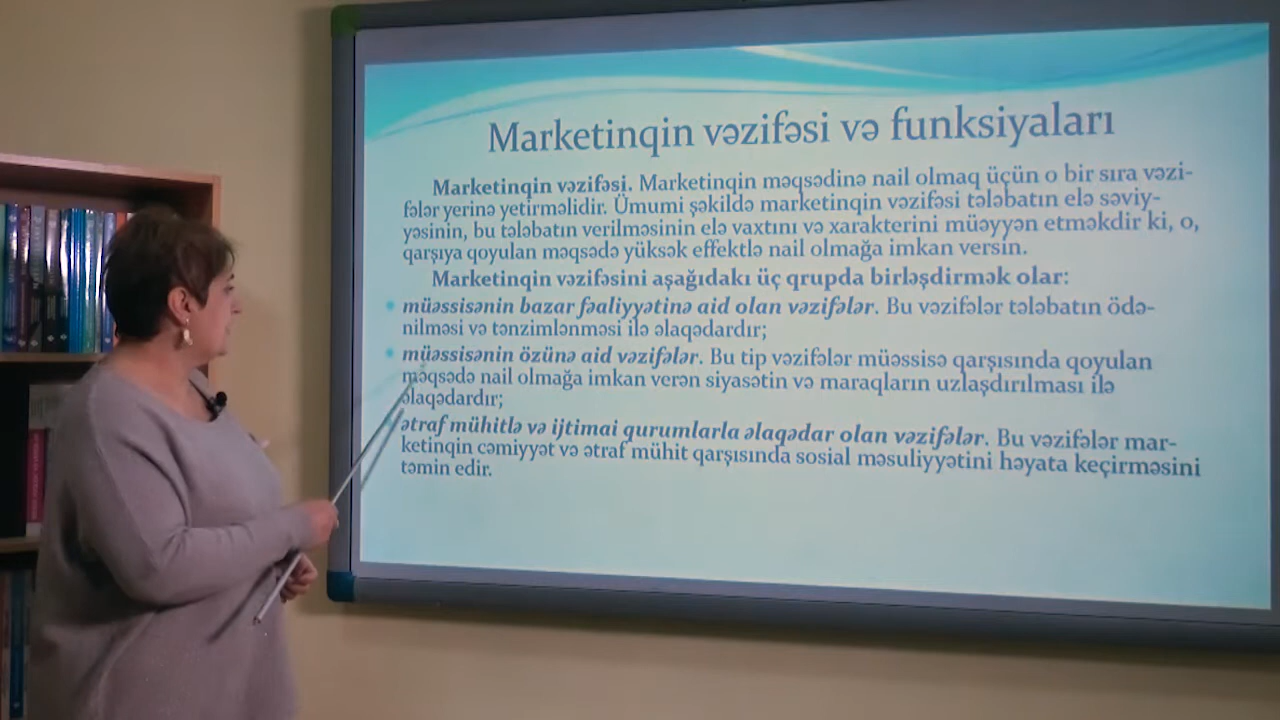 Marketinqin vəzifəsi və funksiyaları
Marketinqin vəzifəsi. Marketinqin məqsədinə nail olmaq üçün o bir sıra vəzi-
fələr yerinə yetirməlidir. Ümumi şəkildə marketinqin vəzifəsi tələbatın elə səviy-
yəsinin, bu tələbatın verilməsinin elə vaxtını və xarakterini müəyyən etməkdir ki, o,
qarşıya qoyulan məqsədə yüksək effektlə nail olmağa imkan versin.
Marketinqin vəzifəsini aşağıdakı üç qrupda birləşdirmək olar:
müəssisənin bazar fəaliyyətinə aid olan vəzifələr. Bu vəzifələr tələbatın ödə-
nilməsi və tənzimlənməsi ilə əlaqədardır;
müəssisənin özünə aid vəzifələr. Bu tip vəzifələr müəssisə qarşısında qoyulan
məqsədə nail olmağa imkan verən siyasətin və maraqların uzlaşdırılması ilə
əlaqədardır;
ətraf mühitlə və ijtimai qurumlarla əlaqədar olan vəzifələr. Bu vəzifələr mar-
ketinqin cəmiyyət və ətraf mühit qarşısında sosial məsuliyyətini həyata keçirməsini
təmin edir.